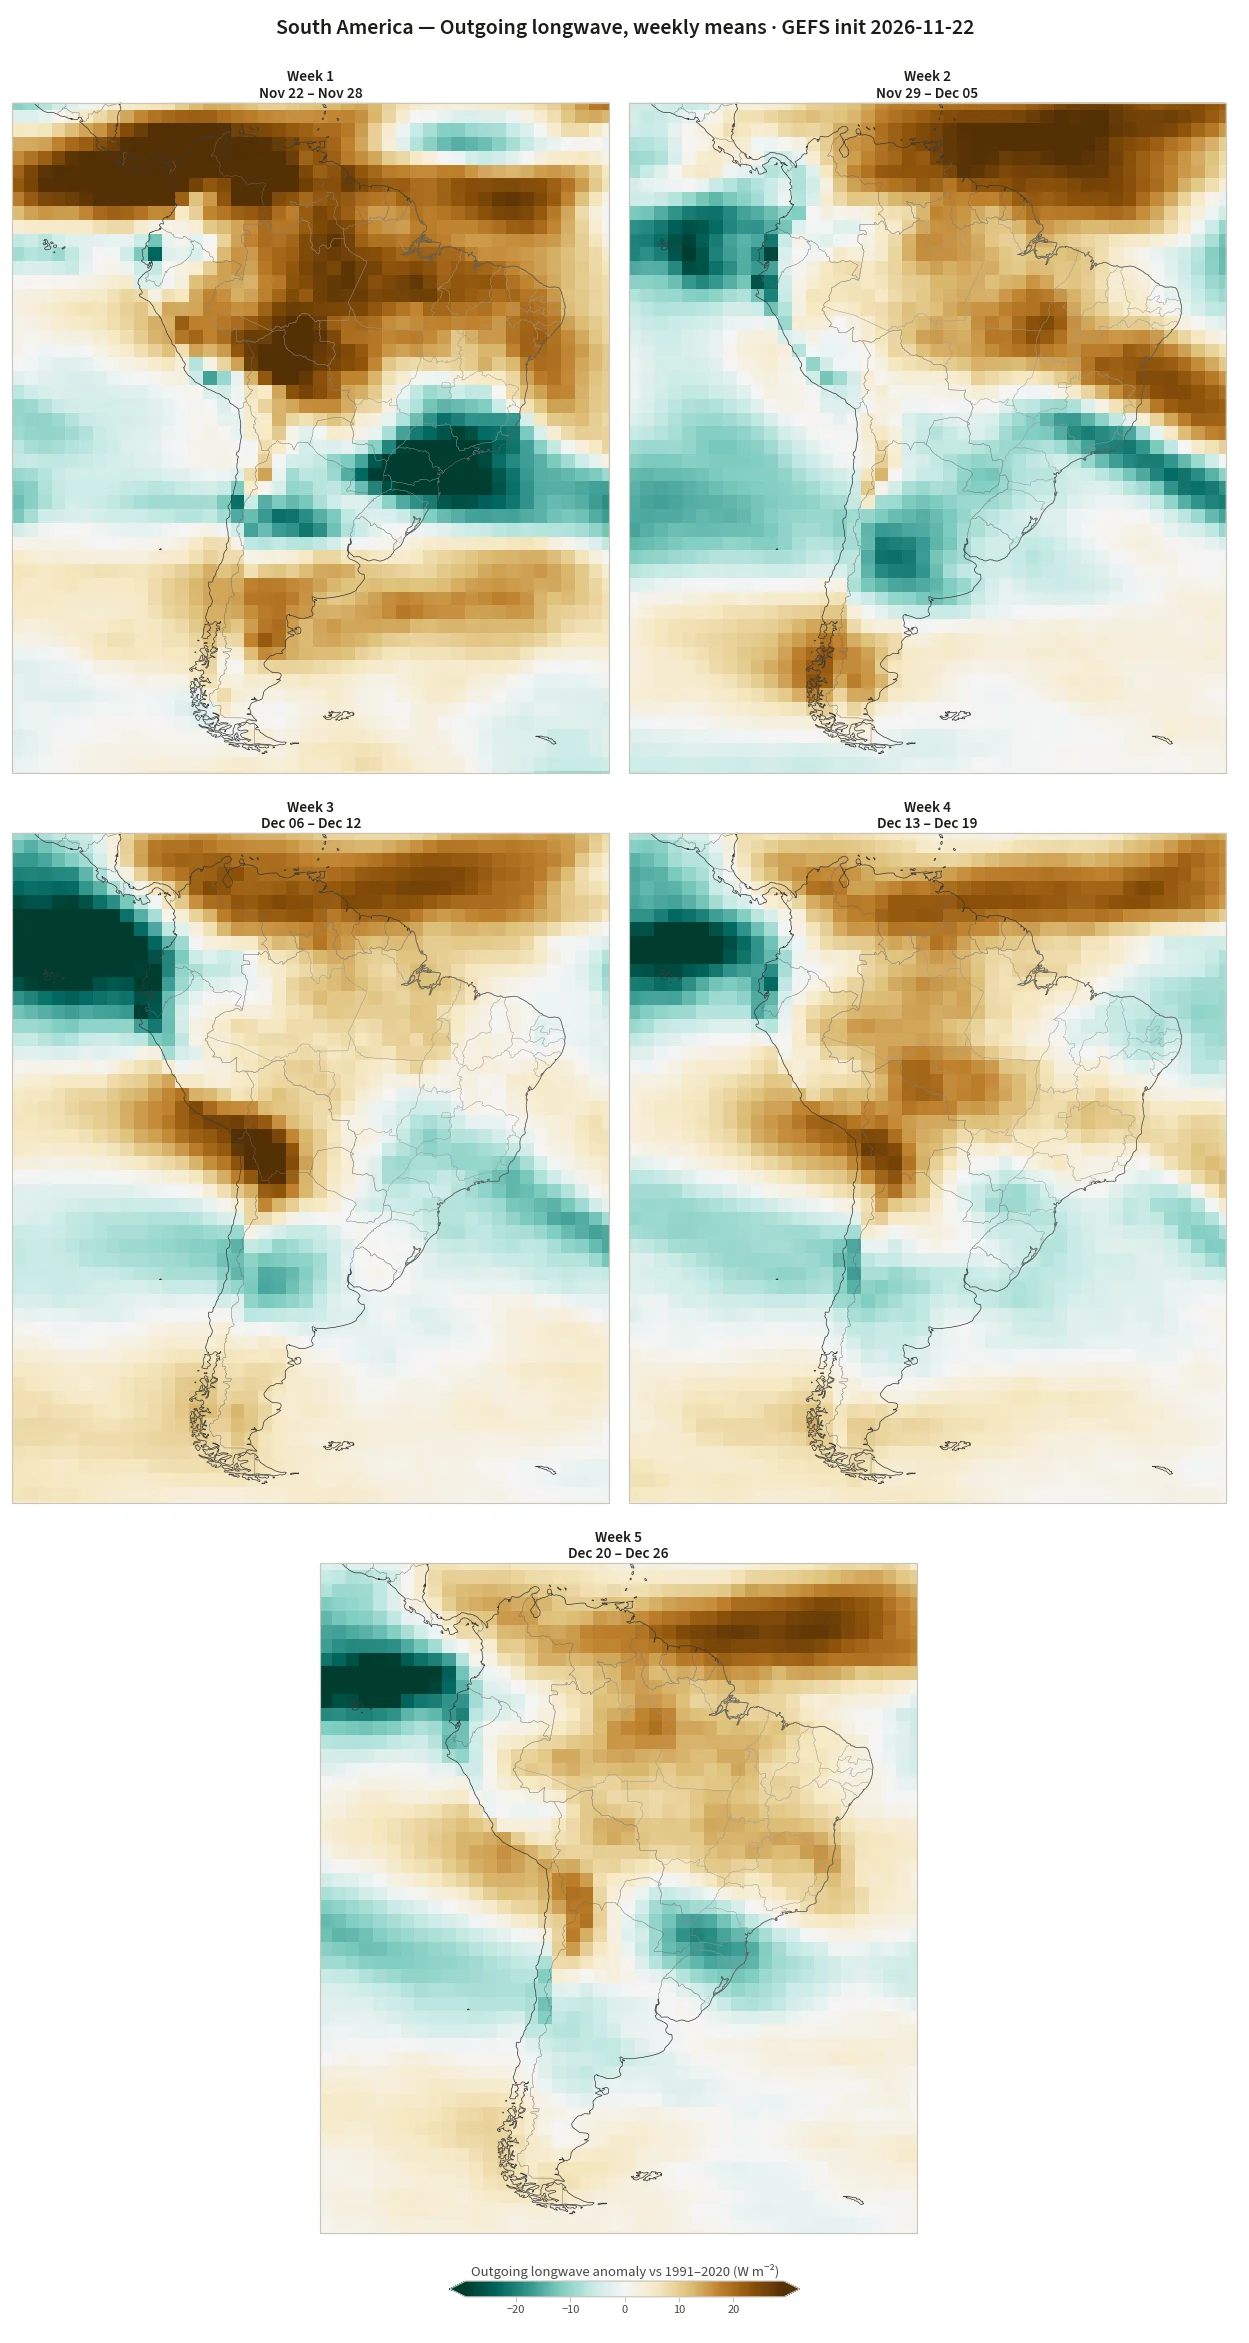 South America — Outgoing longwave, weekly means · GEFS init 2026-11-22
Week 1
Nov 22 – Nov 28
Week 2
Nov 29 – Dec 05
Week 3
Dec 06 – Dec 12
Week 4
Dec 13 – Dec 19
Week 5
Dec 20 – Dec 26
Outgoing longwave anomaly vs 1991–2020 (W m⁻²)
−20 −10 0 10 20